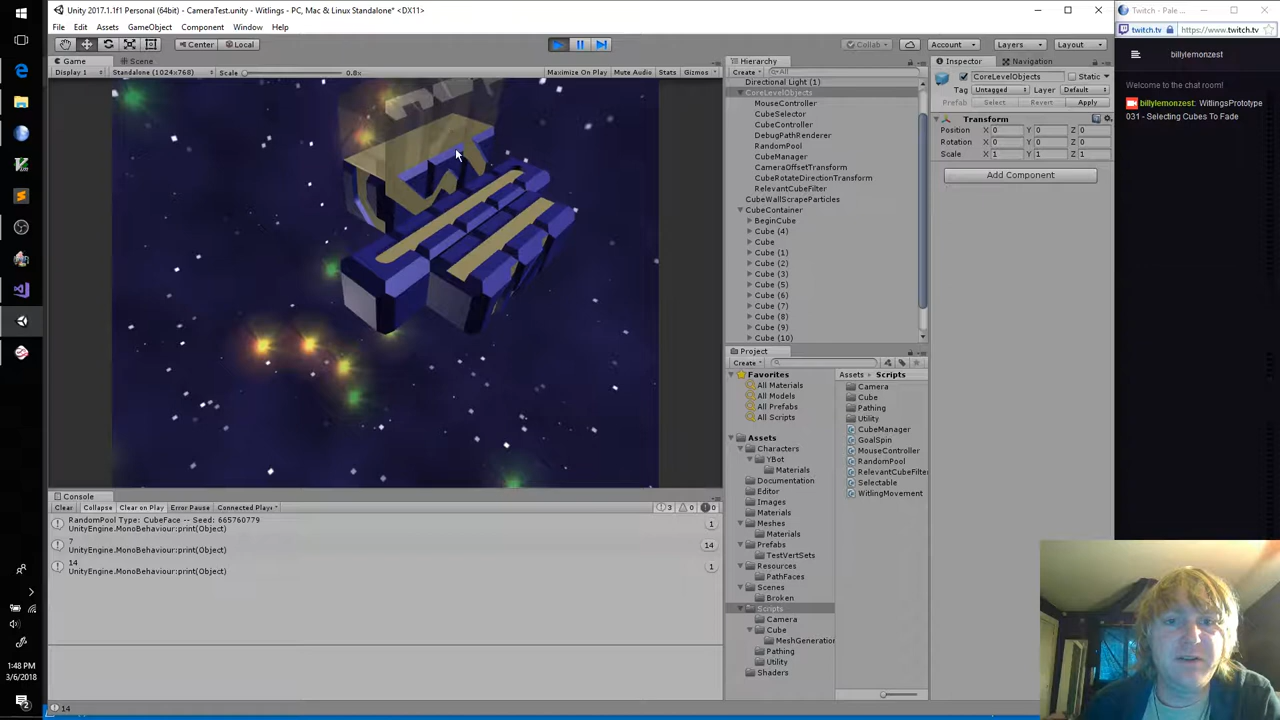 Unity 2017.1.1f1 Personal (64bit) - CameraTest.unity - Witlings - PC, Mac & Linux Standalone* <DX11>
File Edit Assets GameObject Component Window Help
Center Local
Collab Account Layers Layout
Game Scene
Display 1 Standalone (1024x768) Scale 0.8x Maximize On Play Mute Audio Stats Gizmos
Hierarchy
Create All
Directional Light (1)
CoreLevelObjects
MouseController
CubeSelector
CubeController
DebugPathRenderer
RandomPool
CubeManager
CameraOffsetTransform
CubeRotateDirectionTransform
RelevantCubeFilter
CubeWallScrapeParticles
CubeContainer
BeginCube
Cube (4)
Cube
Cube (1)
Cube (2)
Cube (3)
Cube (5)
Cube (6)
Cube (7)
Cube (8)
Cube (9)
Cube (10)
Inspector Navigation
CoreLevelObjects Static
Tag Untagged Layer Default
Prefab Select Revert Apply
Transform
Position X 0 Y 0 Z 0
Rotation X 0 Y 0 Z 0
Scale X 1 Y 1 Z 1
Add Component
Project
Create
Favorites
All Materials
All Models
All Prefabs
All Scripts
Assets
Characters
YBot
Materials
Documentation
Editor
Images
Materials
Meshes
Materials
Prefabs
TestVertSets
Resources
PathFaces
Scenes
Broken
Scripts
Camera
Cube
MeshGeneration
Pathing
Utility
Shaders
Assets Scripts
Camera
Cube
Pathing
Utility
CubeManager
GoalSpin
MouseController
RandomPool
RelevantCubeFilter
Selectable
WitlingMovement
Console
Clear Collapse Clear on Play Error Pause Connected Player
3 0 0
RandomPool Type: CubeFace -- Seed: 665760779
UnityEngine.MonoBehaviour:print(Object)
1
7
UnityEngine.MonoBehaviour:print(Object)
14
14
UnityEngine.MonoBehaviour:print(Object)
1
14
Twitch - Pale
twitch.tv https://www.twitch.tv
billylemonzest
Welcome to the chat room!
billylemonzest: WitlingsPrototype
031 - Selecting Cubes To Fade
1:48 PM
3/6/2018
2